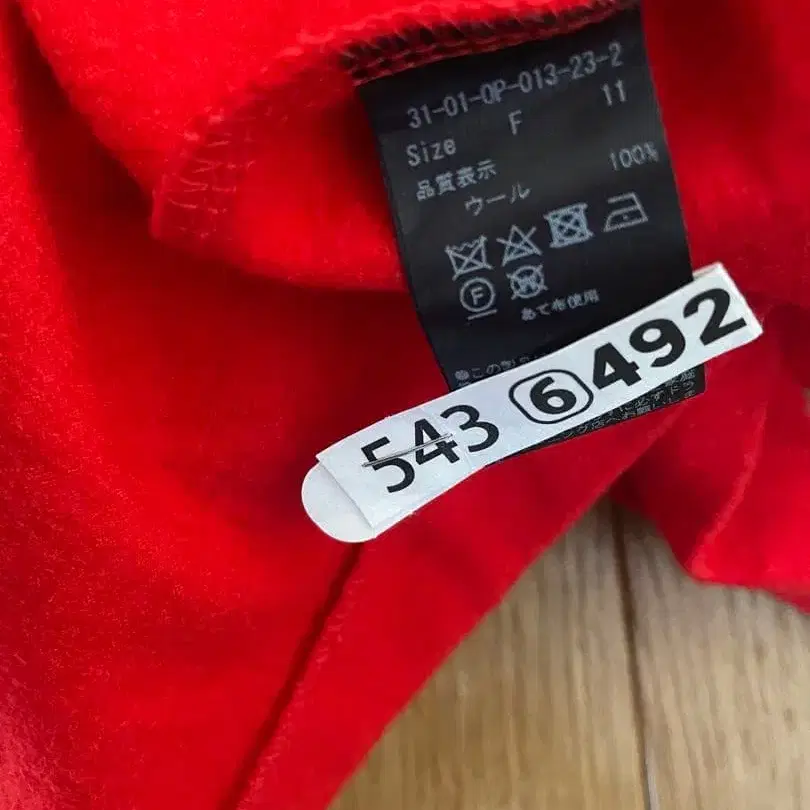 31-01-OP-013-23-2
Size F 11
品質表示
ウール 100%
F
W
あて布使用
543 6 492